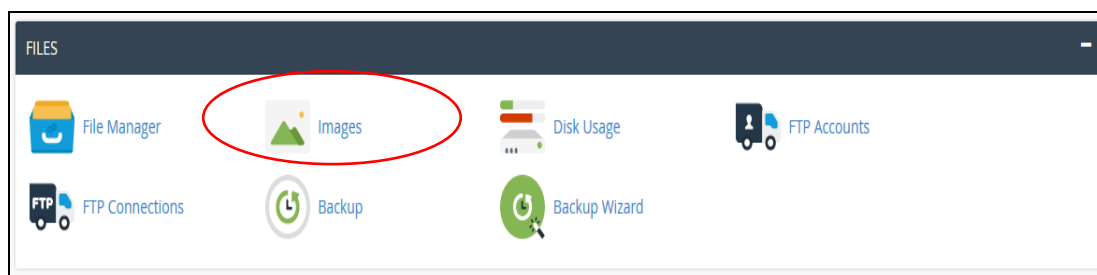 FILES
File Manager
Images
Disk Usage
FTP Accounts
FTP
FTP Connections
Backup
Backup Wizard